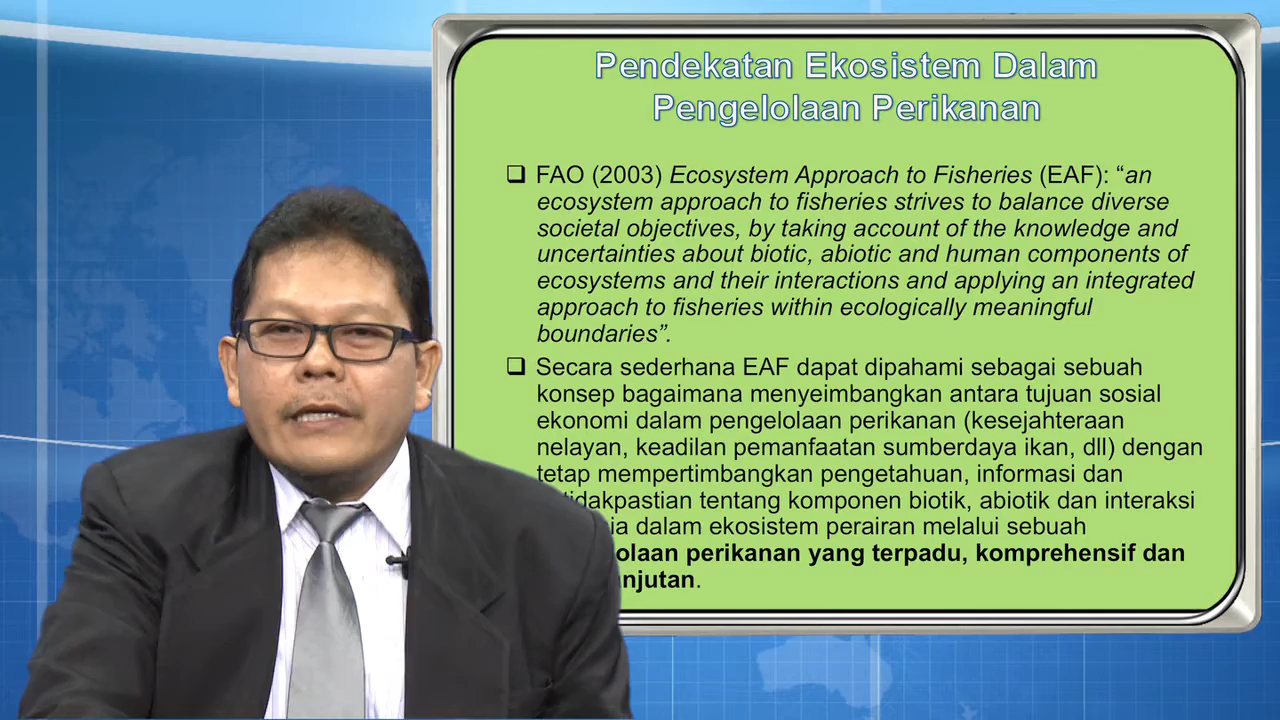 Pendekatan Ekosistem Dalam
Pengelolaan Perikanan
FAO (2003) Ecosystem Approach to Fisheries (EAF): “an
ecosystem approach to fisheries strives to balance diverse
societal objectives, by taking account of the knowledge and
uncertainties about biotic, abiotic and human components of
ecosystems and their interactions and applying an integrated
approach to fisheries within ecologically meaningful
boundaries”.
Secara sederhana EAF dapat dipahami sebagai sebuah
konsep bagaimana menyeimbangkan antara tujuan sosial
ekonomi dalam pengelolaan perikanan (kesejahteraan
nelayan, keadilan pemanfaatan sumberdaya ikan, dll) dengan
tetap mempertimbangkan pengetahuan, informasi dan
tentang komponen biotik, abiotik dan interaksi
dalam ekosistem perairan melalui sebuah
perikanan yang terpadu, komprehensif dan